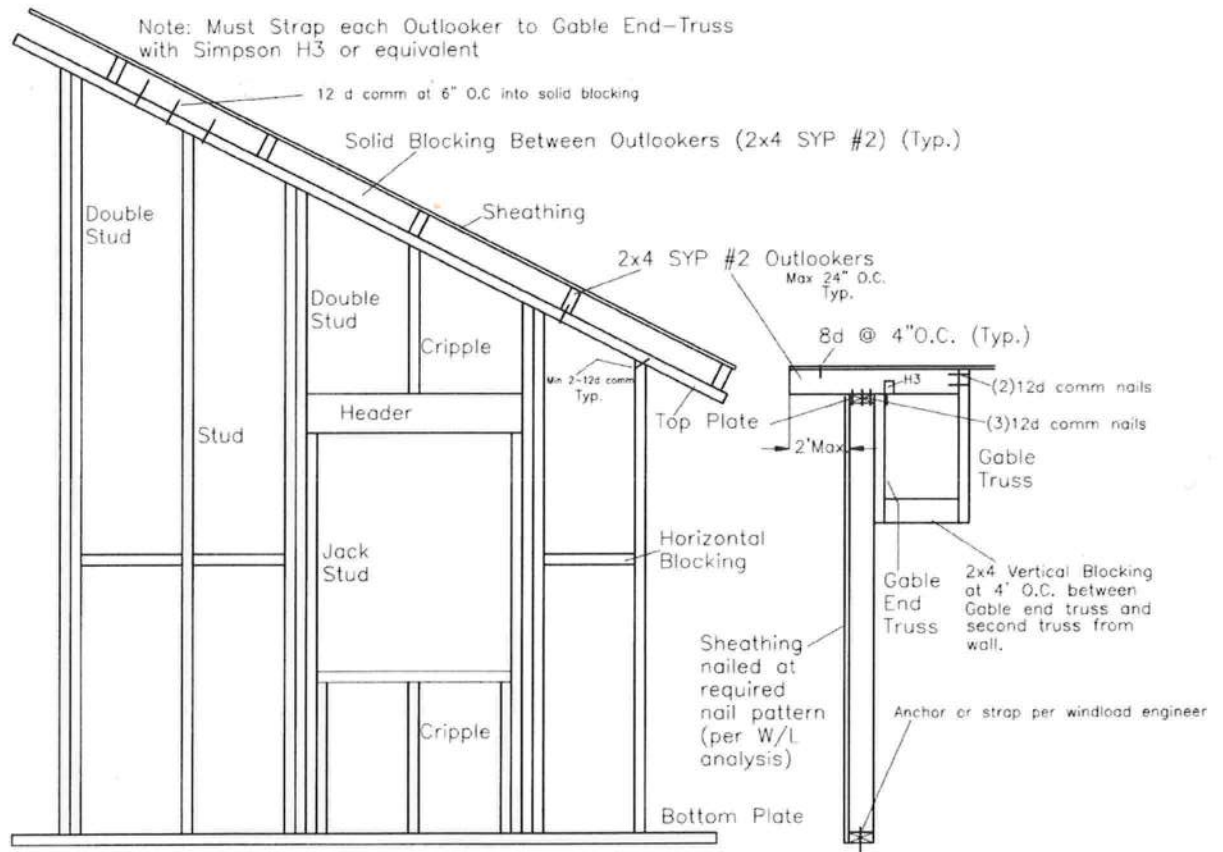 Note: Must Strap each Outlooker to Gable End-Truss
with Simpson H3 or equivalent
12 d comm at 6" O.C into solid blocking
Solid Blocking Between Outlookers (2x4 SYP #2) (Typ.)
Double
Stud
Sheathing
2x4 SYP #2 Outlookers
Max 24" O.C.
Typ.
Double
Stud
8d @ 4"O.C. (Typ.)
Cripple
H3
Min 2-12d comm
Typ.
(2)12d comm nails
Header
Top Plate
(3)12d comm nails
Stud
2'Max
Gable
Truss
Jack
Stud
Horizontal
Blocking
Gable
End
Truss
2x4 Vertical Blocking
at 4' O.C. between
Gable end truss and
second truss from
wall.
Sheathing
nailed at
required
nail pattern
(per W/L
analysis)
Anchor or strap per windload engineer
Cripple
Bottom Plate